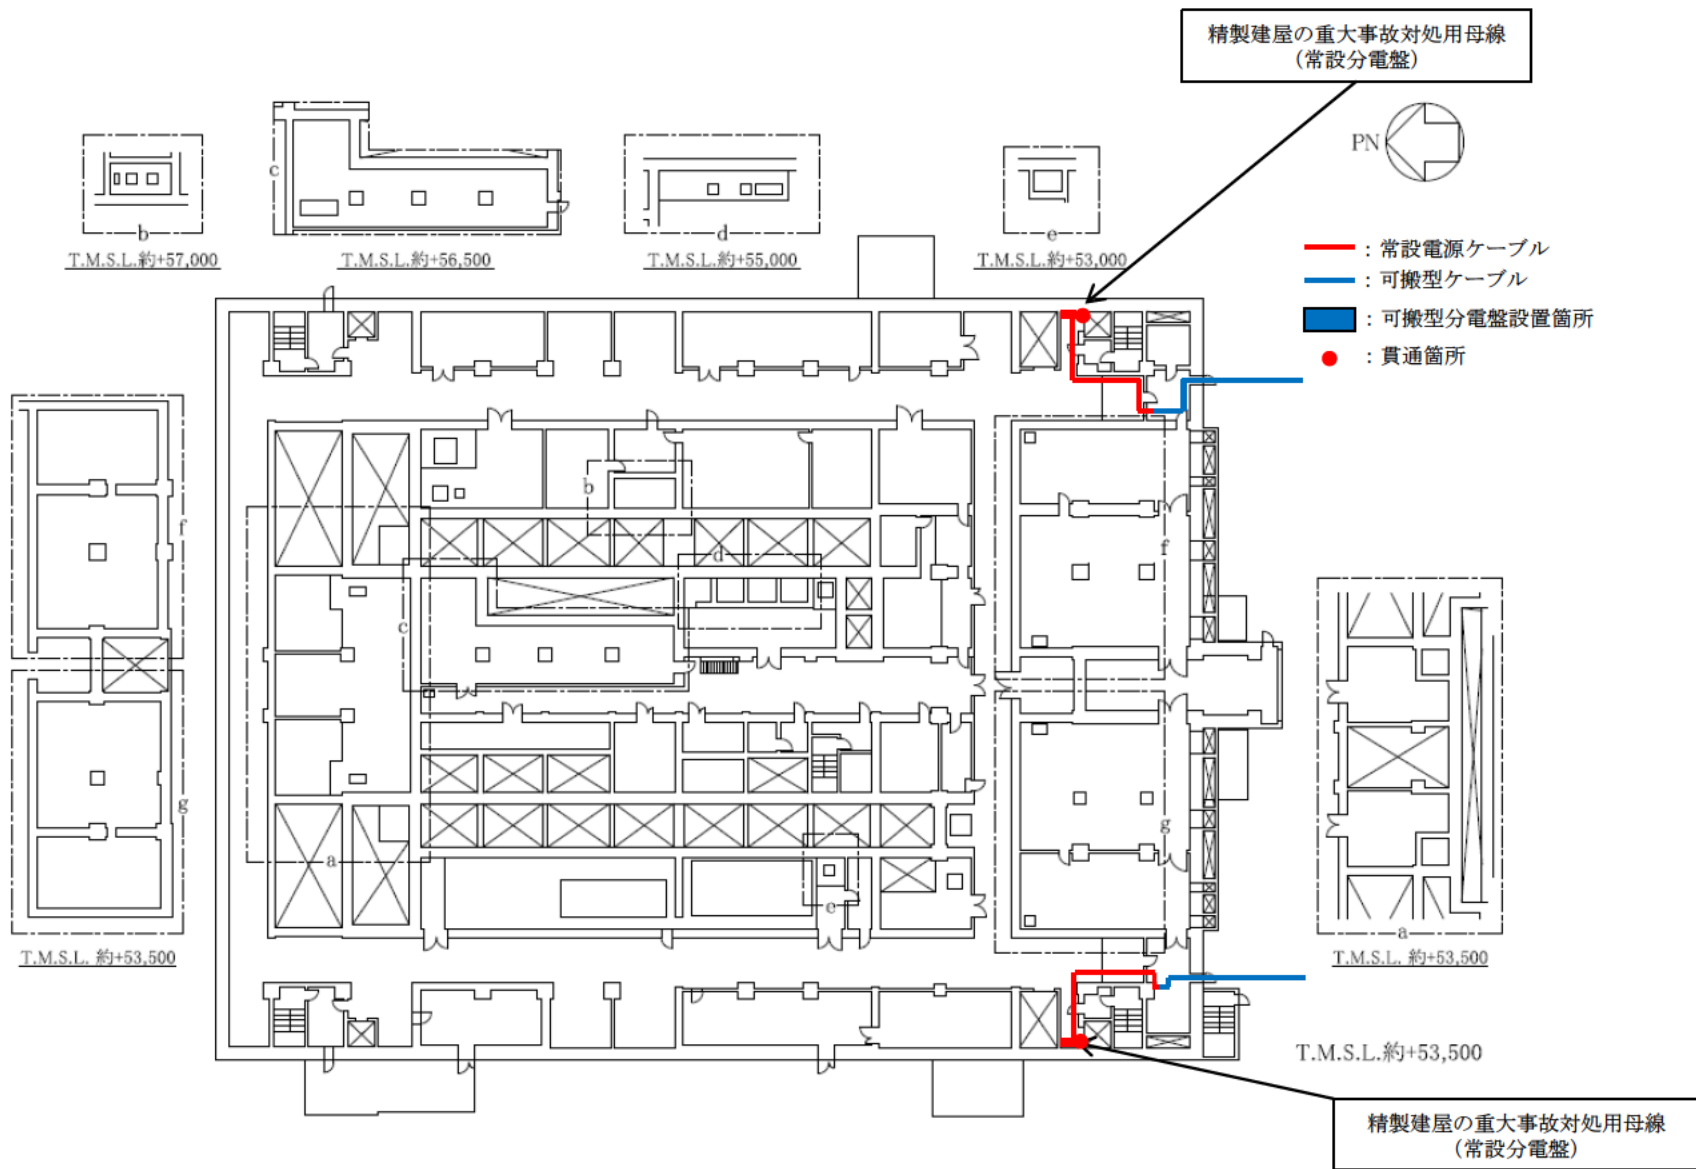 精製建屋の重大事故対処用母線
（常設分電盤）
PN
c
b
d
e
T.M.S.L.約+57,000
T.M.S.L.約+56,500
T.M.S.L.約+55,000
T.M.S.L.約+53,000
：常設電源ケーブル
：可搬型ケーブル
：可搬型分電盤設置箇所
：貫通箇所
f
b
d
f
c
g
g
a
e
a
T.M.S.L. 約+53,500
T.M.S.L. 約+53,500
T.M.S.L.約+53,500
精製建屋の重大事故対処用母線
（常設分電盤）